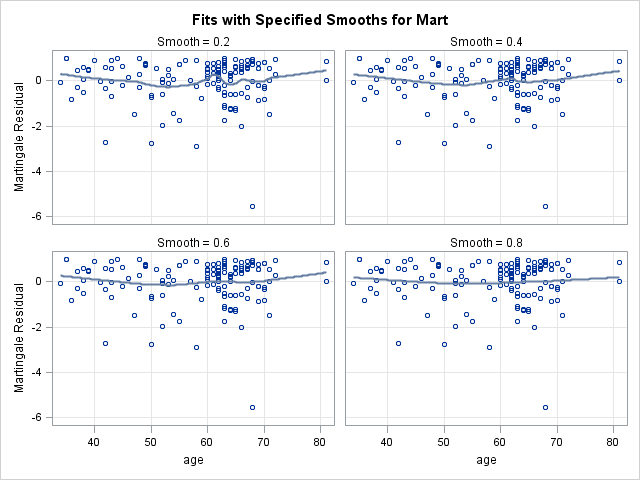 Fits with Specified Smooths for Mart
Smooth = 0.2
Smooth = 0.4
Martingale Residual
0
-2
-4
-6
Smooth = 0.6
Smooth = 0.8
Martingale Residual
0
-2
-4
-6
40 50 60 70 80
40 50 60 70 80
age
age